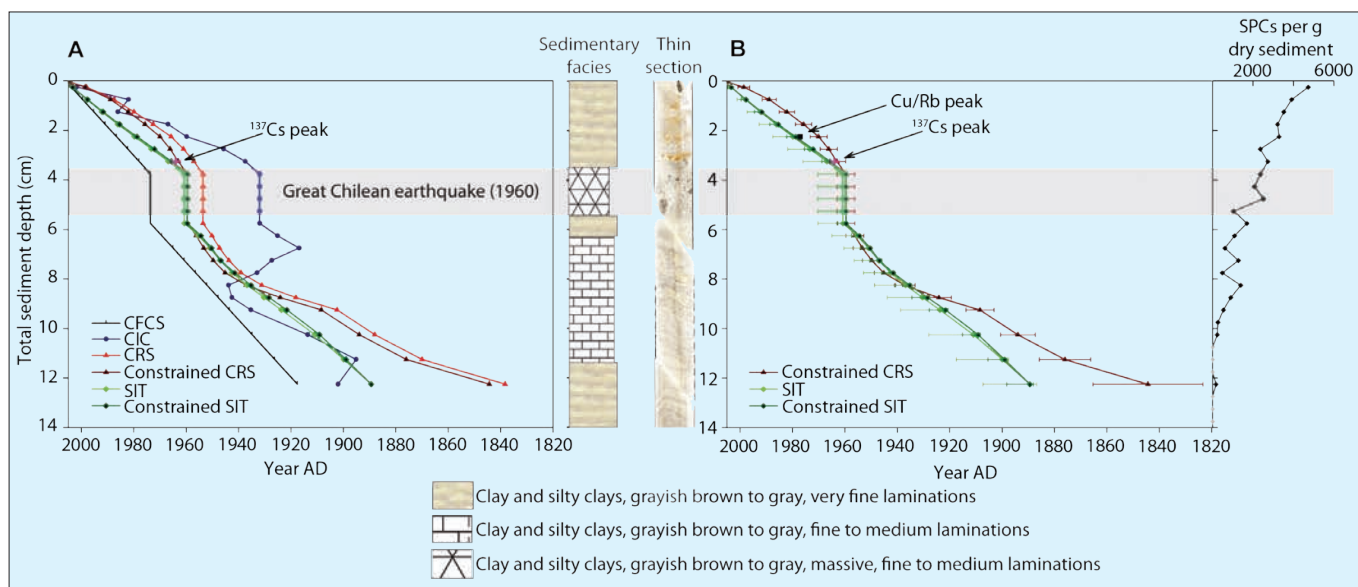 A
Sedimentary
facies
Thin
section
B
SPCs per g
dry sediment
2000
6000
0
2
4
6
8
10
12
14
Total sediment depth (cm)
137Cs peak
Great Chilean earthquake (1960)
CFCS
CIC
CRS
Constrained CRS
SIT
Constrained SIT
2000 1980 1960 1940 1920 1900 1880 1860 1840 1820
Year AD
0
2
4
6
8
10
12
14
Cu/Rb peak
137Cs peak
Constrained CRS
SIT
Constrained SIT
2000 1980 1960 1940 1920 1900 1880 1860 1840 1820
Year AD
Clay and silty clays, grayish brown to gray, very fine laminations
Clay and silty clays, grayish brown to gray, fine to medium laminations
Clay and silty clays, grayish brown to gray, massive, fine to medium laminations